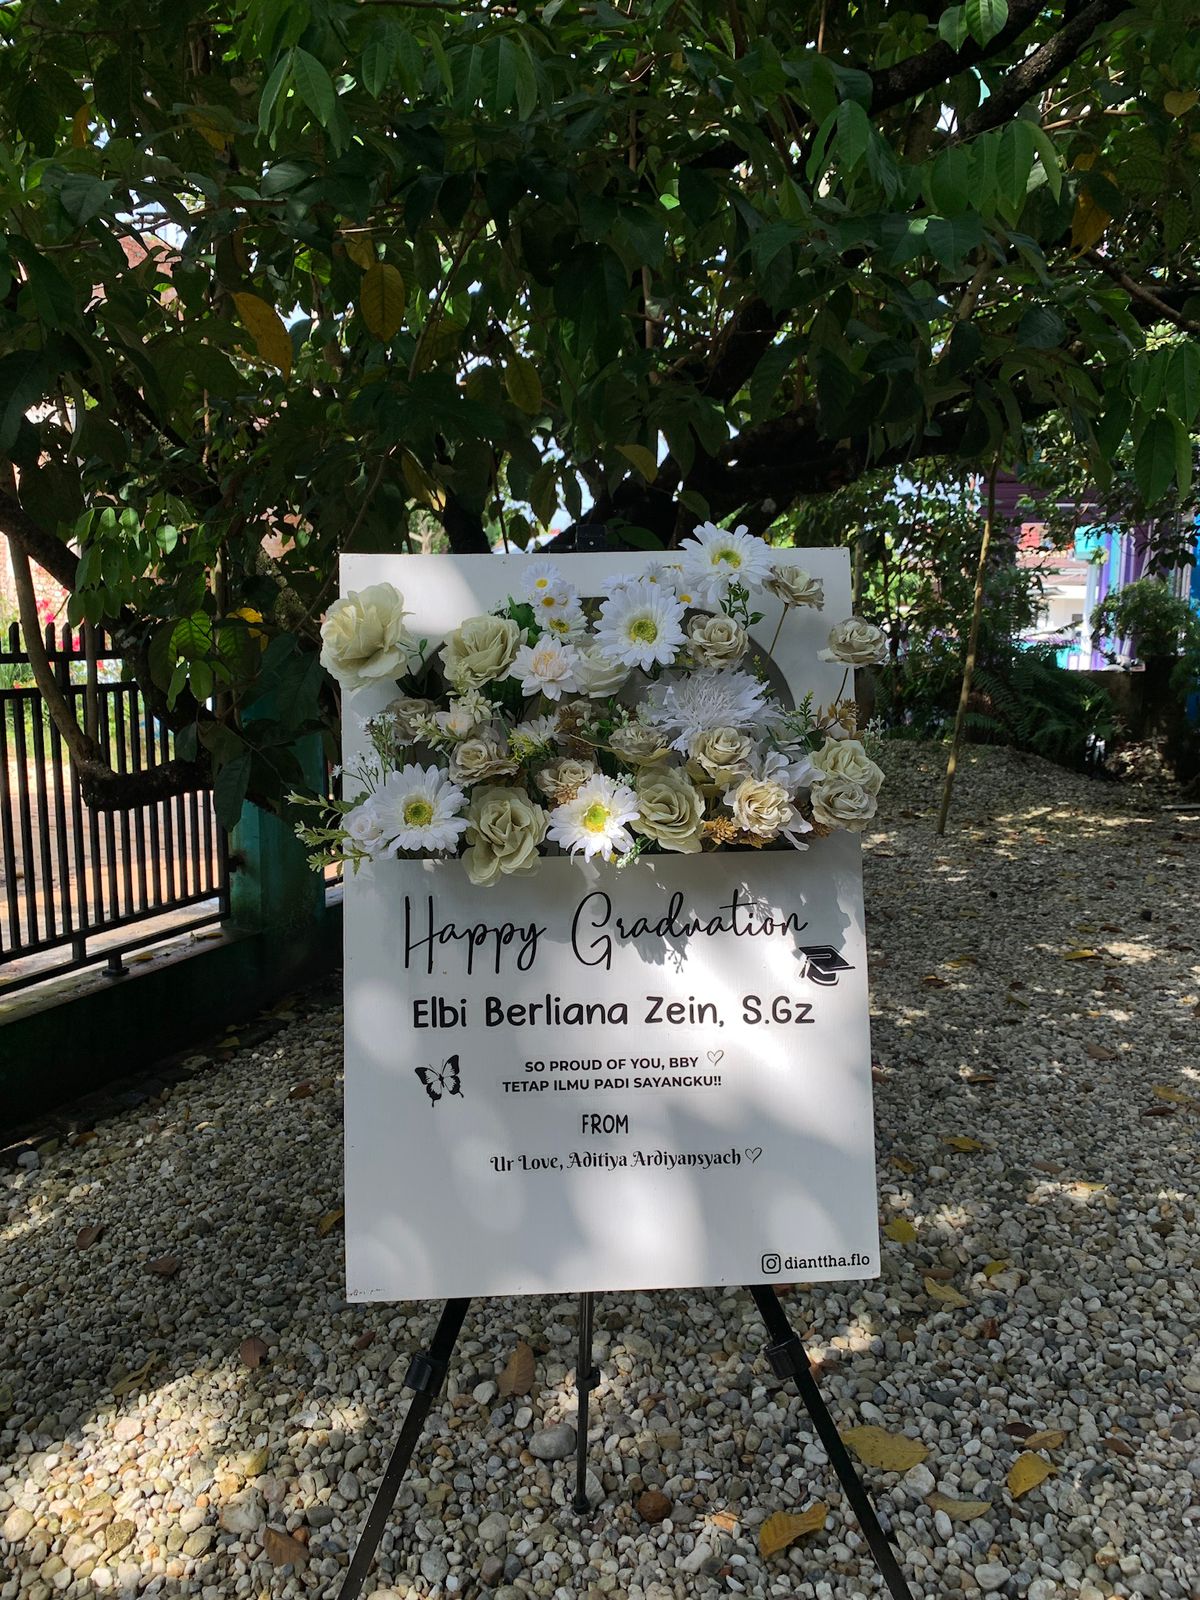 Happy Graduation
Elbi Berliana Zein, S.Gz
SO PROUD OF YOU, BBY ♡
TETAP ILMU PADI SAYANGKU!!
FROM
Ur Love, Aditiya Ardiyansyach ♡
dianttha.flo